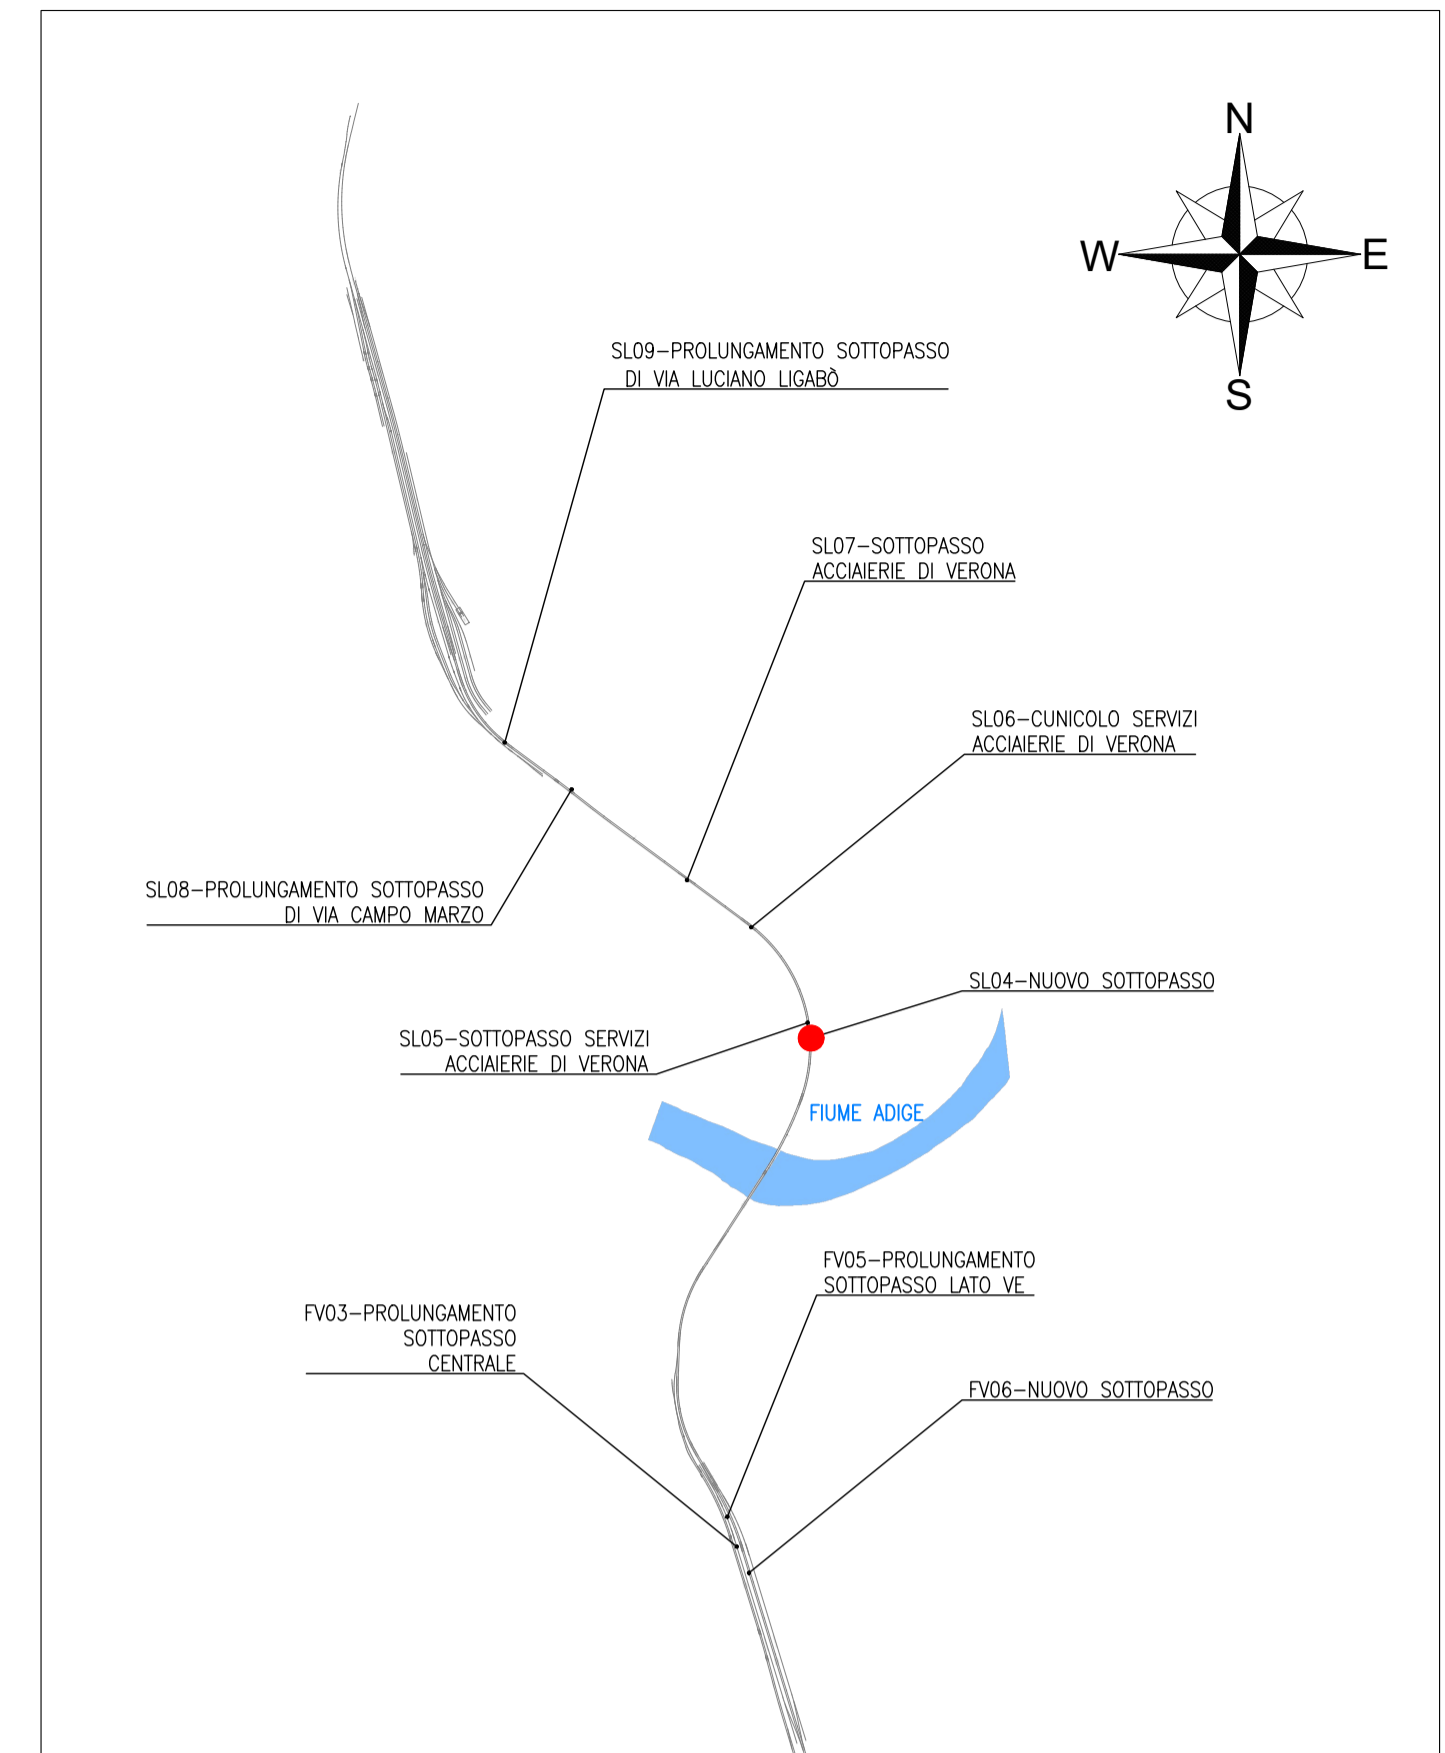 N
W
E
S
SL09-PROLUNGAMENTO SOTTOPASSO
DI VIA LUCIANO LIGABÒ
SL07-SOTTOPASSO
ACCIAIERIE DI VERONA
SL06-CUNICOLO SERVIZI
ACCIAIERIE DI VERONA
SL08-PROLUNGAMENTO SOTTOPASSO
DI VIA CAMPO MARZO
SL04-NUOVO SOTTOPASSO
SL05-SOTTOPASSO SERVIZI
ACCIAIERIE DI VERONA
FIUME ADIGE
FV05-PROLUNGAMENTO
SOTTOPASSO LATO VE
FV03-PROLUNGAMENTO
SOTTOPASSO
CENTRALE
FV06-NUOVO SOTTOPASSO